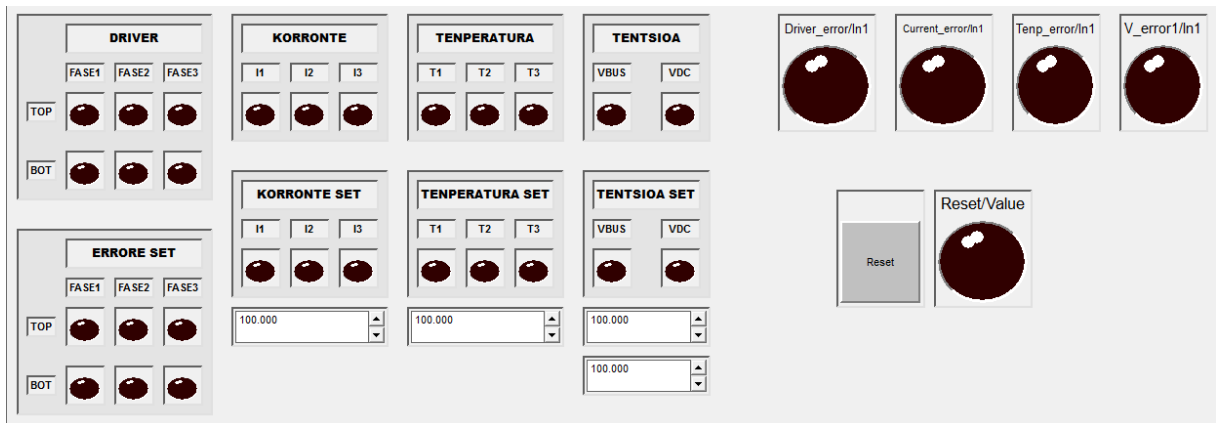 DRIVER
FASE1 FASE2 FASE3
TOP
BOT
ERRORE SET
FASE1 FASE2 FASE3
TOP
BOT
KORRONTE
I1 I2 I3
KORRONTE SET
I1 I2 I3
100.000
TENPERATURA
T1 T2 T3
TENPERATURA SET
T1 T2 T3
100.000
TENTSIOA
VBUS VDC
TENTSIOA SET
VBUS VDC
100.000
100.000
Driver_error/In1
Current_error/In1
Tenp_error/In1
V_error1/In1
Reset
Reset/Value